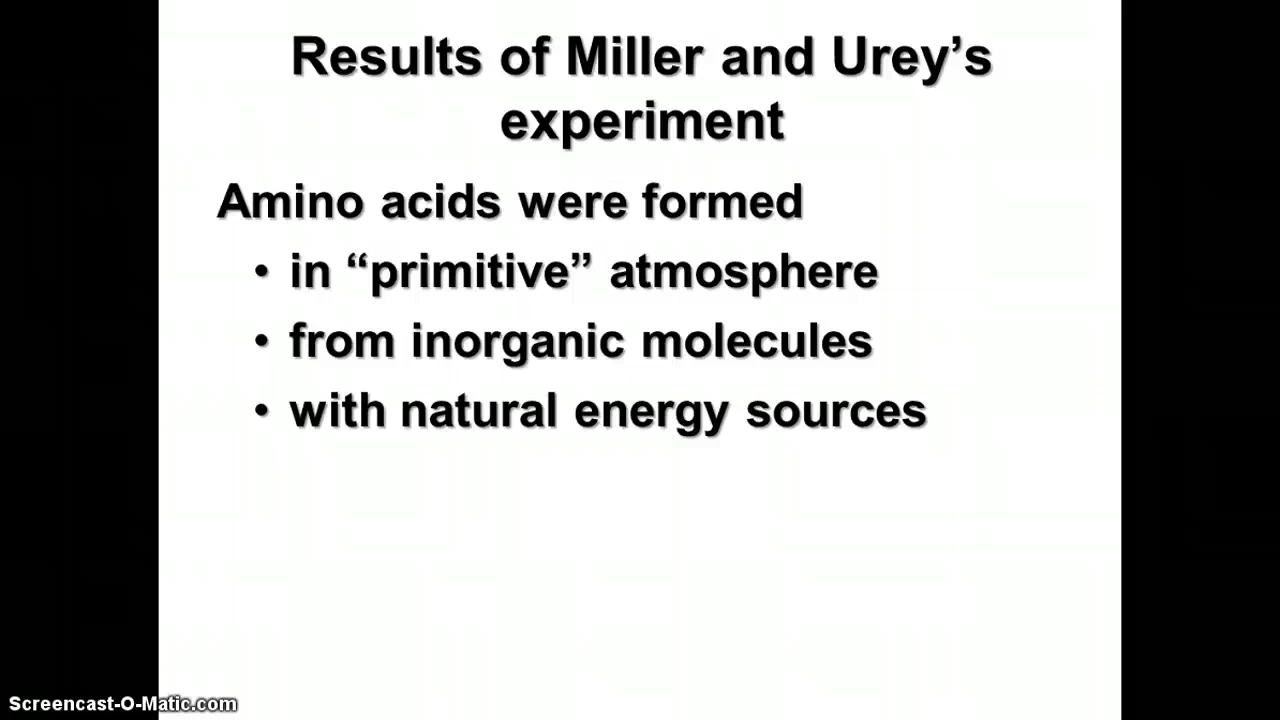 Results of Miller and Urey’s
experiment
Amino acids were formed
• in “primitive” atmosphere
• from inorganic molecules
• with natural energy sources
Screencast-O-Matic.com